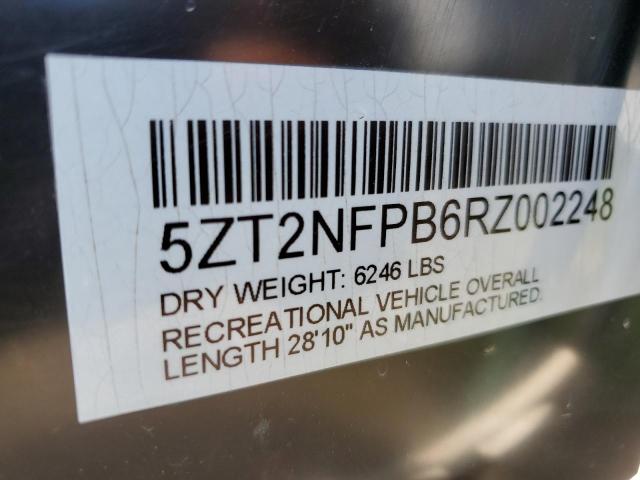 5ZT2NFPB6RZ002248
DRY WEIGHT: 6246 LBS
RECREATIONAL VEHICLE OVERALL
LENGTH 28'10" AS MANUFACTURED.